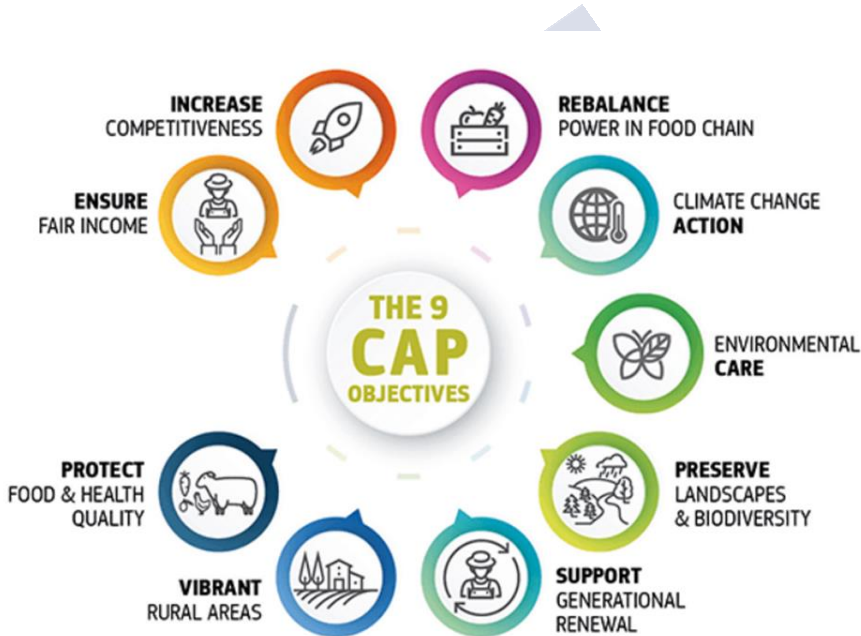 THE 9
CAP
OBJECTIVES
INCREASE
COMPETITIVENESS
REBALANCE
POWER IN FOOD CHAIN
ENSURE
FAIR INCOME
CLIMATE CHANGE
ACTION
ENVIRONMENTAL
CARE
PROTECT
FOOD & HEALTH
QUALITY
PRESERVE
LANDSCAPES
& BIODIVERSITY
VIBRANT
RURAL AREAS
SUPPORT
GENERATIONAL
RENEWAL